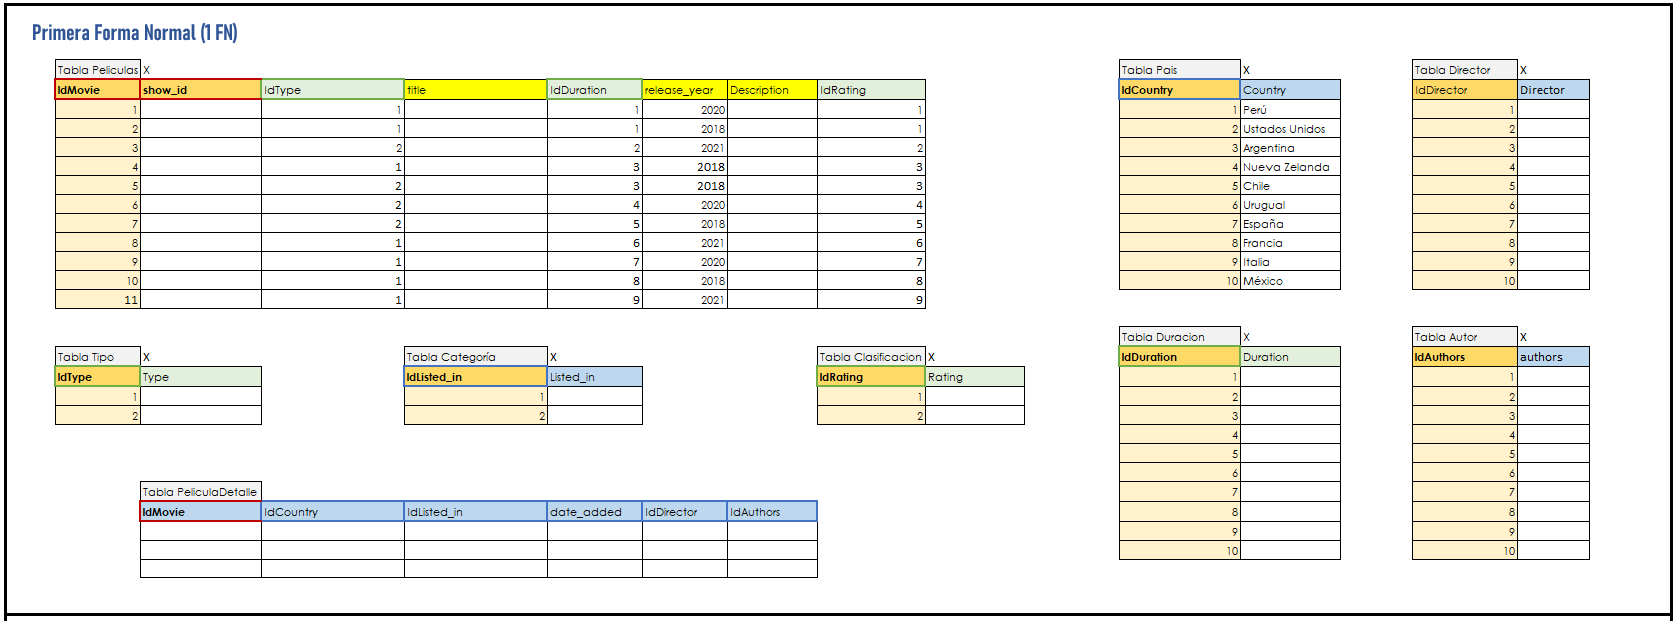 Primera Forma Normal (1 FN)
Tabla Peliculas X
IdMovie show_id IdType title IdDuration release_year Description IdRating
1 1 1 2020 1
2 1 1 2018 1
3 2 2 2021 2
4 1 3 2018 3
5 2 3 2018 3
6 2 4 2020 4
7 2 5 2018 5
8 1 6 2021 6
9 1 7 2020 7
10 1 8 2018 8
11 1 9 2021 9
Tabla Pais X
IdCountry Country
1 Perú
2 Ustados Unidos
3 Argentina
4 Nueva Zelanda
5 Chile
6 Urugual
7 España
8 Francia
9 Italia
10 México
Tabla Director X
IdDirector Director
1
2
3
4
5
6
7
8
9
10
Tabla Tipo X
IdType Type
1
2
Tabla Categoría X
IdListed_in Listed_in
1
2
Tabla Clasificacion X
IdRating Rating
1
2
Tabla Duracion X
IdDuration Duration
1
2
3
4
5
6
7
8
9
10
Tabla Autor X
IdAuthors authors
1
2
3
4
5
6
7
8
9
10
Tabla PeliculaDetalle
IdMovie IdCountry IdListed_in date_added IdDirector IdAuthors